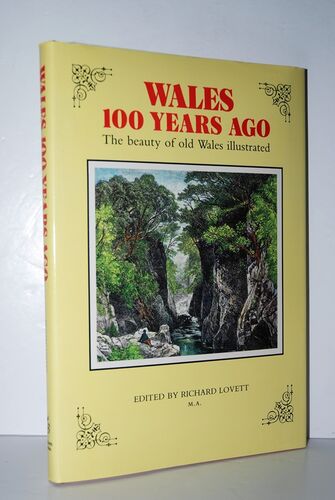 WALES
100 YEARS AGO
The beauty of old Wales illustrated
EDITED BY RICHARD LOVETT
M.A.
WALES 100 YEARS AGO